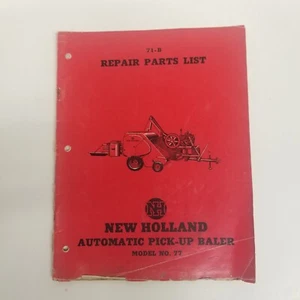 71-B
REPAIR PARTS LIST
NEW HOLLAND
AUTOMATIC PICK-UP BALER
MODEL NO. 77